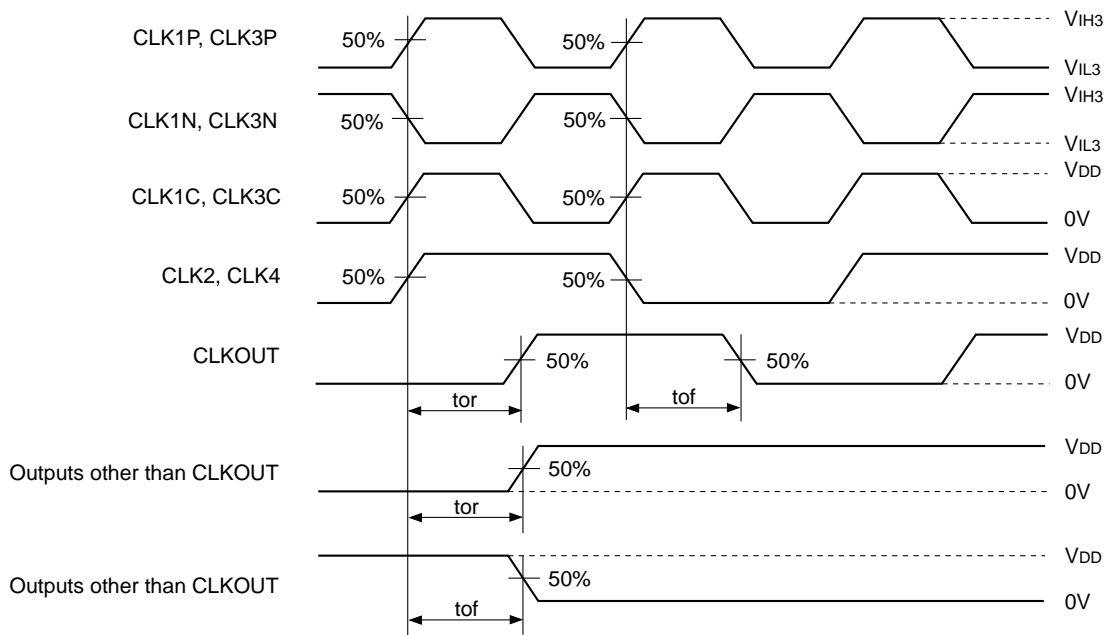 CLK1P, CLK3P 50% 50% VIH3
VIL3
CLK1N, CLK3N 50% 50% VIH3
VIL3
CLK1C, CLK3C 50% 50% VDD
0V
CLK2, CLK4 50% 50% VDD
0V
CLKOUT 50% 50% VDD
0V
tor tof
Outputs other than CLKOUT 50% VDD
0V
tor
Outputs other than CLKOUT 50% VDD
0V
tof